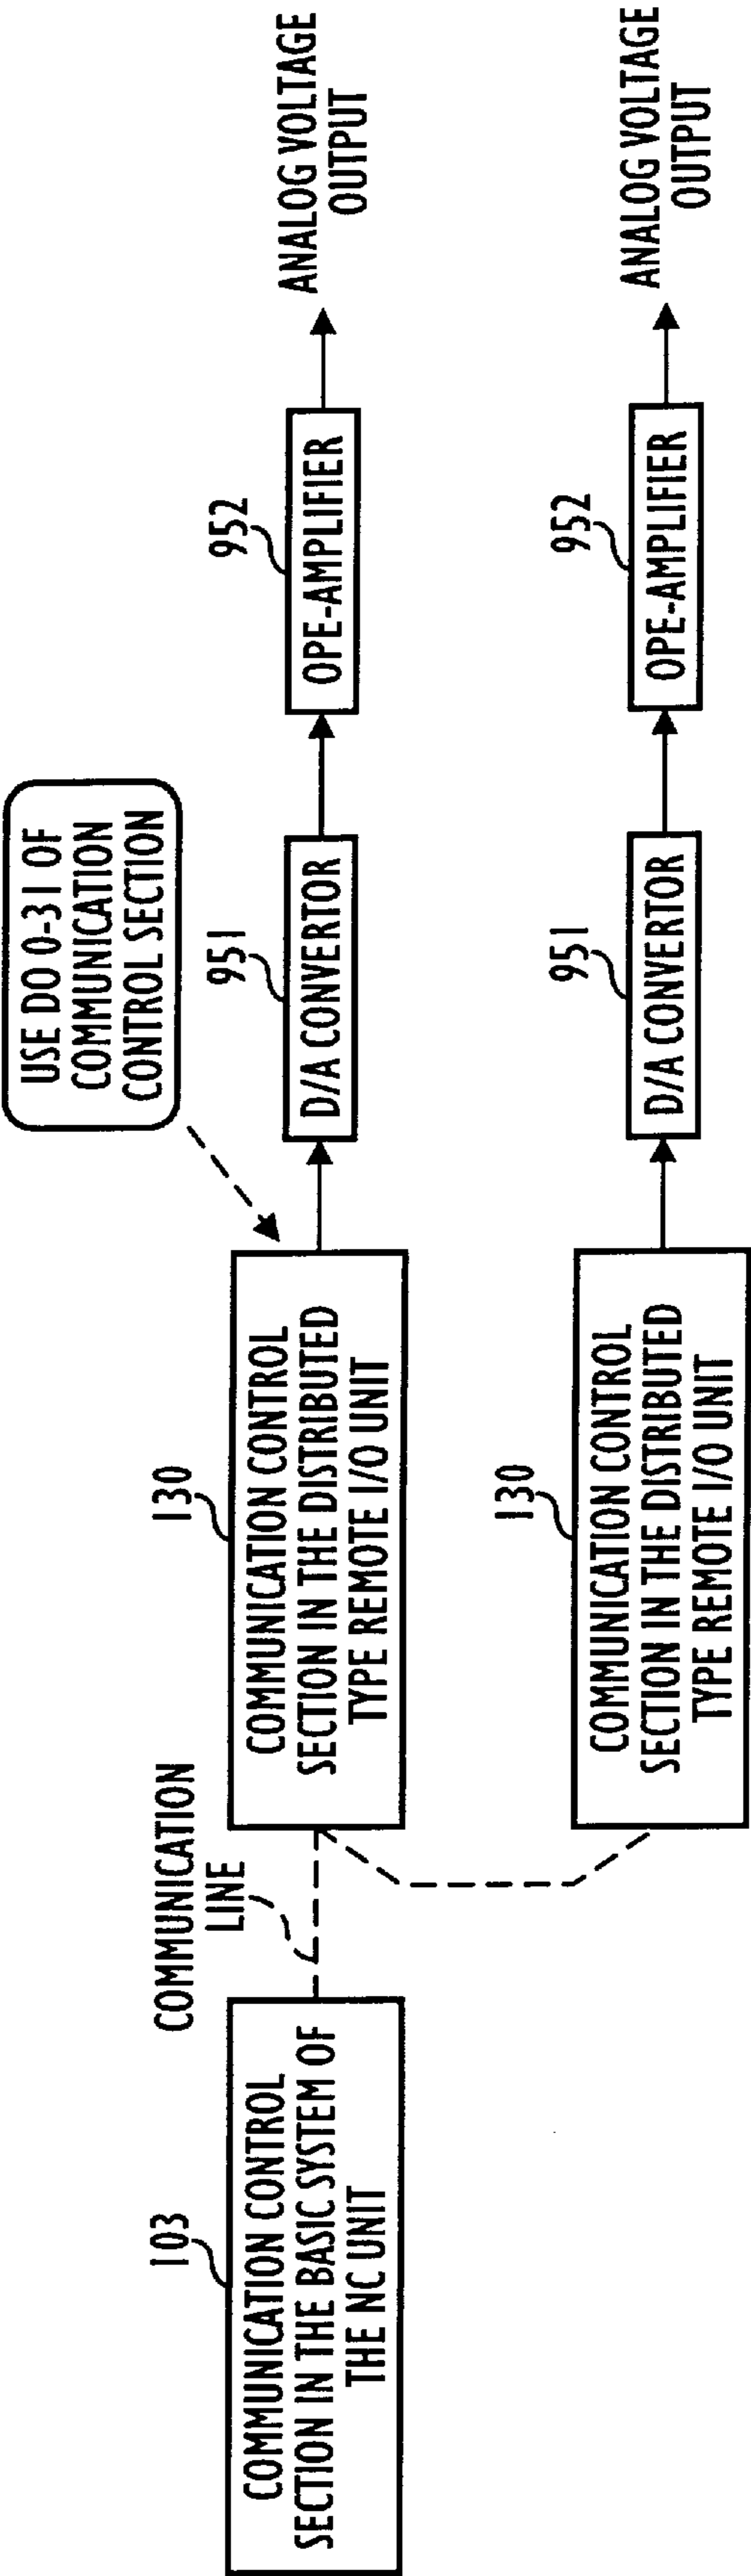 103
COMMUNICATION CONTROL
SECTION IN THE BASIC SYSTEM OF
THE NC UNIT
COMMUNICATION
LINE
130
COMMUNICATION CONTROL
SECTION IN THE DISTRIBUTED
TYPE REMOTE I/O UNIT
USE DO 0-31 OF
COMMUNICATION
CONTROL SECTION
951
D/A CONVERTOR
952
OPE-AMPLIFIER
ANALOG VOLTAGE
OUTPUT
130
COMMUNICATION CONTROL
SECTION IN THE DISTRIBUTED
TYPE REMOTE I/O UNIT
951
D/A CONVERTOR
952
OPE-AMPLIFIER
ANALOG VOLTAGE
OUTPUT